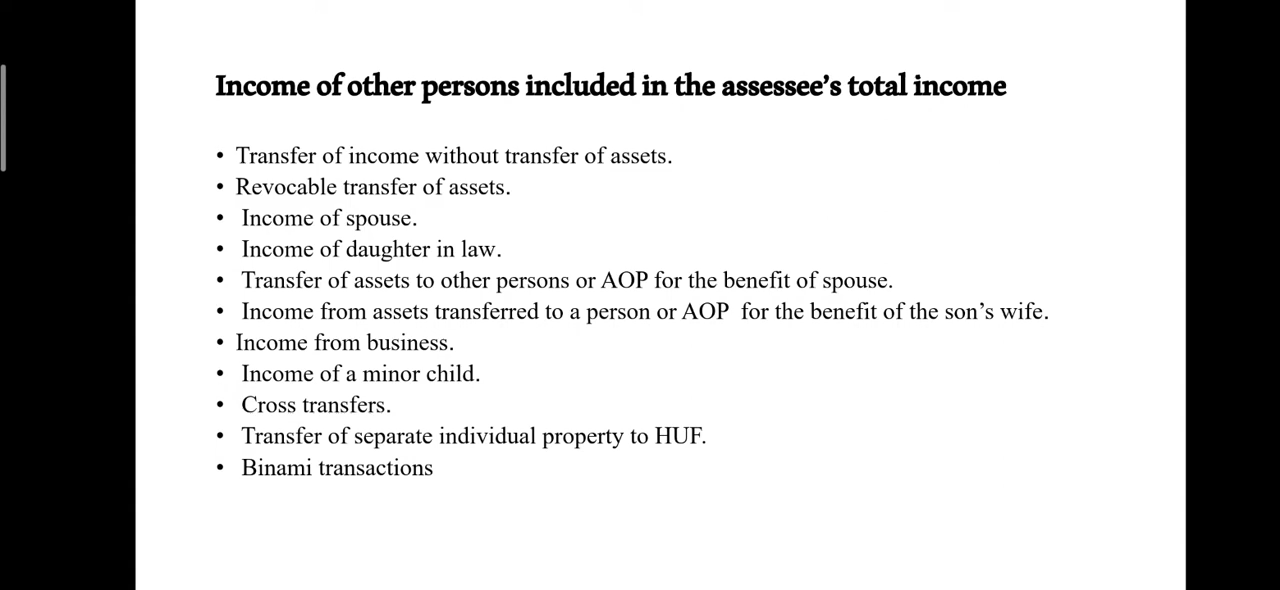 Income of other persons included in the assessee’s total income
• Transfer of income without transfer of assets.
• Revocable transfer of assets.
• Income of spouse.
• Income of daughter in law.
• Transfer of assets to other persons or AOP for the benefit of spouse.
• Income from assets transferred to a person or AOP for the benefit of the son’s wife.
• Income from business.
• Income of a minor child.
• Cross transfers.
• Transfer of separate individual property to HUF.
• Binami transactions